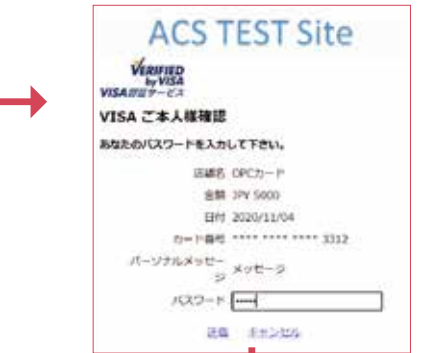 ACS TEST Site
VERIFIED
by VISA
VISA認証サービス
VISA ご本人様確認
あなたのパスワードを入力して下さい。
店舗名 OPCカード
金額 JPY 5000
日付 2020/11/04
カード番号 **** **** **** 3312
パーソナルメッセー
ジ メッセージ
パスワード •••••
送信 キャンセル